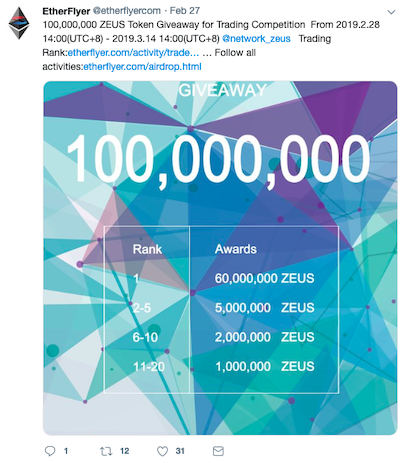 EtherFlyer @etherflyercom · Feb 27
100,000,000 ZEUS Token Giveaway for Trading Competition From 2019.2.28
14:00(UTC+8) - 2019.3.14 14:00(UTC+8) @network_zeus Trading
Rank:etherflyer.com/activity/trade... ... Follow all
activities:etherflyer.com/airdrop.html
GIVEAWAY
100,000,000
Rank Awards
1 60,000,000 ZEUS
2-5 5,000,000 ZEUS
6-10 2,000,000 ZEUS
11-20 1,000,000 ZEUS
1 12 31